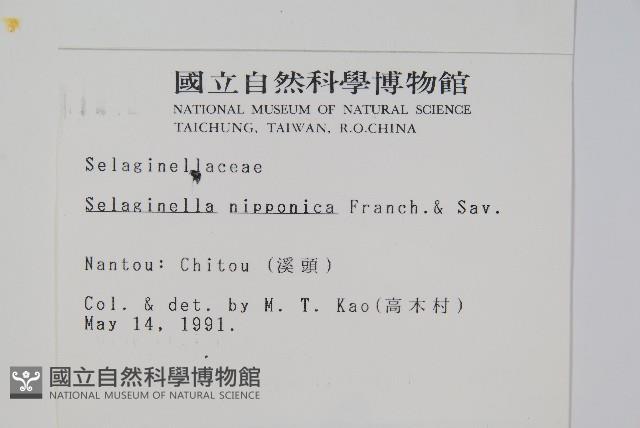 國立自然科學博物館
NATIONAL MUSEUM OF NATURAL SCIENCE
TAICHUNG, TAIWAN, R.O.CHINA
Selaginellaceae
Selaginella nipponica Franch.& Sav.
Nantou: Chitou (溪頭)
Col. & det. by M. T. Kao(高木村)
May 14, 1991.
國立自然科學博物館
NATIONAL MUSEUM OF NATURAL SCIENCE